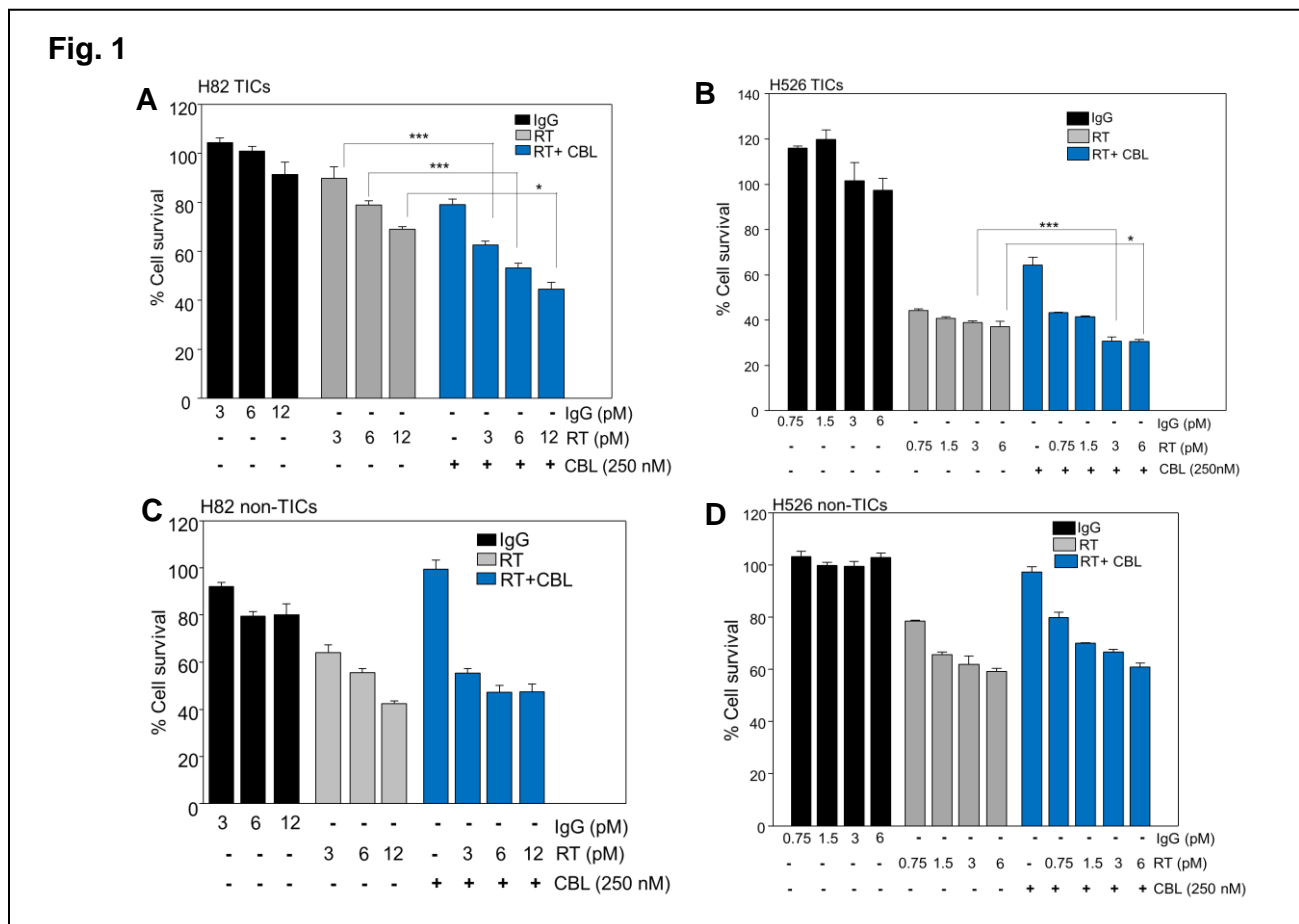 Fig. 1
A
H82 TICs
120
100
80
60
40
20
0
% Cell survival
IgG
RT
RT+ CBL
***
***
*
3 6 12 - - - - - - - IgG (pM)
- - - 3 6 12 - 3 6 12 RT (pM)
- - - - - - + + + + CBL (250 nM)
B
H526 TICs
140
120
100
80
60
40
20
0
% Cell survival
IgG
RT
RT+ CBL
***
*
0.75 1.5 3 6 - - - - - - - - - IgG (pM)
- - - - 0.75 1.5 3 6 - 0.75 1.5 3 6 RT (pM)
- - - - - - - - + + + + + CBL (250nM)
C
H82 non-TICs
120
100
80
60
40
20
0
% Cell survival
IgG
RT
RT+CBL
3 6 12 - - - - - - - IgG (pM)
- - - 3 6 12 - 3 6 12 RT (pM)
- - - - - - + + + + CBL (250 nM)
D
H526 non-TICs
120
100
80
60
40
20
0
% Cell survival
IgG
RT
RT+ CBL
0.75 1.5 3 6 - - - - - - - - - IgG (pM)
- - - - 0.75 1.5 3 6 - 0.75 1.5 3 6 RT (pM)
- - - - - - - - + + + + + CBL (250 nM)